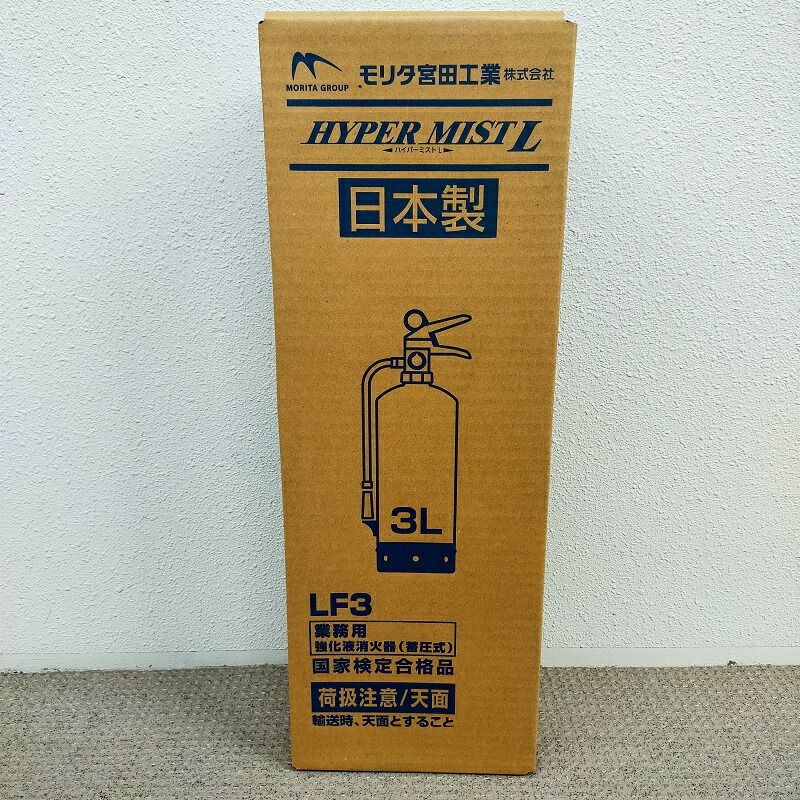 MORITA GROUP
モリタ宮田工業株式会社
HYPER MIST L
ハイパーミストL
日本製
3L
LF3
業務用
強化液消火器(蓄圧式)
国家検定合格品
荷扱注意/天面
輸送時、天面とすること